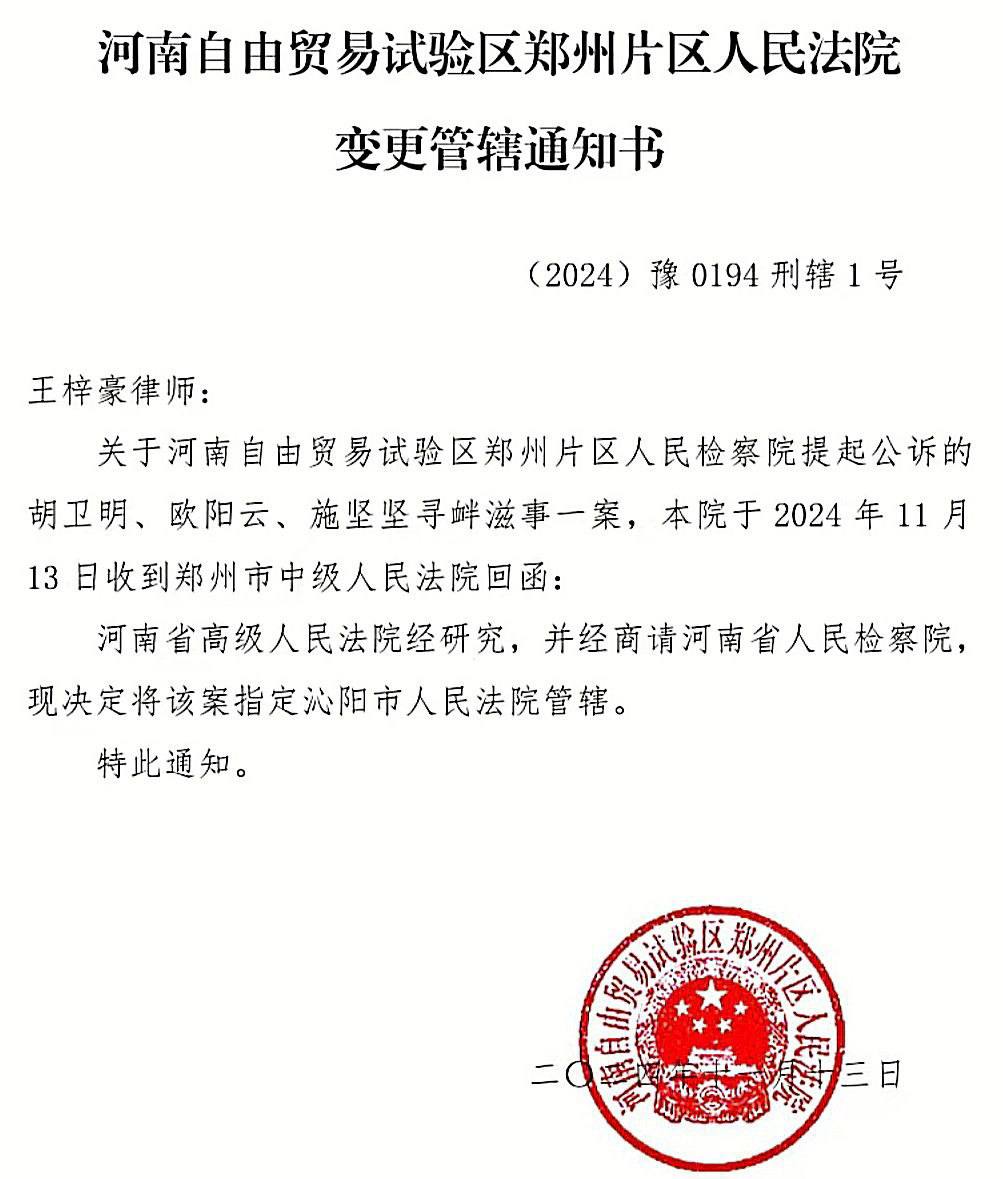 河南自由贸易试验区郑州片区人民法院
变更管辖通知书
（2024）豫 0194 刑辖 1 号
王梓豪律师：
关于河南自由贸易试验区郑州片区人民检察院提起公诉的
胡卫明、欧阳云、施坚坚寻衅滋事一案，本院于 2024 年 11 月
13 日收到郑州市中级人民法院回函：
河南省高级人民法院经研究，并经商请河南省人民检察院，
现决定将该案指定沁阳市人民法院管辖。
特此通知。
河南自由贸易试验区郑州片区人民法院
二〇二四年十一月十三日